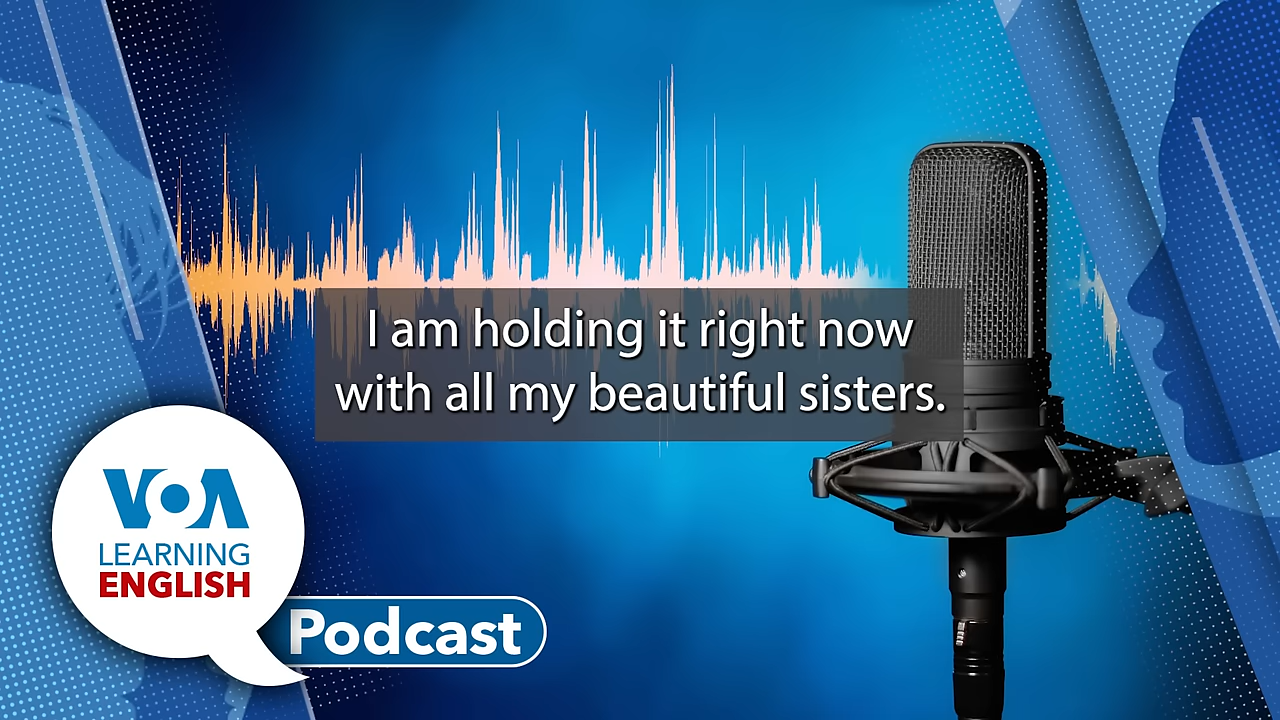 I am holding it right now
with all my beautiful sisters.
VOA
LEARNING
ENGLISH
Podcast